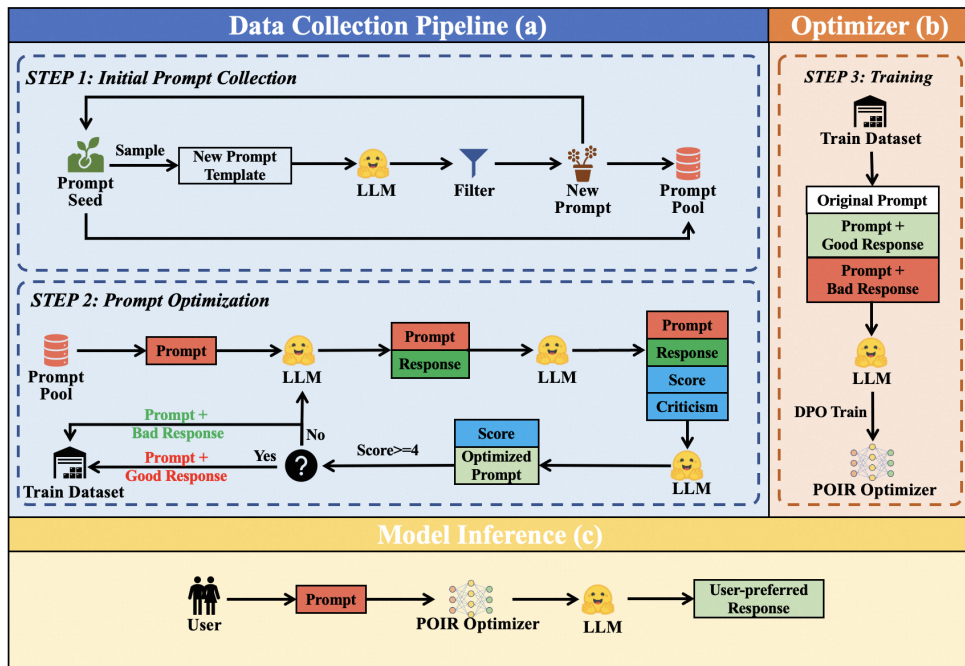 Data Collection Pipeline (a)
STEP 1: Initial Prompt Collection
Prompt
Seed
Sample
New Prompt
Template
LLM
Filter
New
Prompt
Prompt
Pool
STEP 2: Prompt Optimization
Prompt
Pool
Prompt
LLM
Prompt
Response
LLM
Prompt
Response
Score
Criticism
LLM
Score
Optimized
Prompt
Score>=4
?
No
Yes
Prompt +
Bad Response
Prompt +
Good Response
Train Dataset
Optimizer (b)
STEP 3: Training
Train Dataset
Original Prompt
Prompt +
Good Response
Prompt +
Bad Response
LLM
DPO Train
POIR Optimizer
Model Inference (c)
User
Prompt
POIR Optimizer
LLM
User-preferred
Response